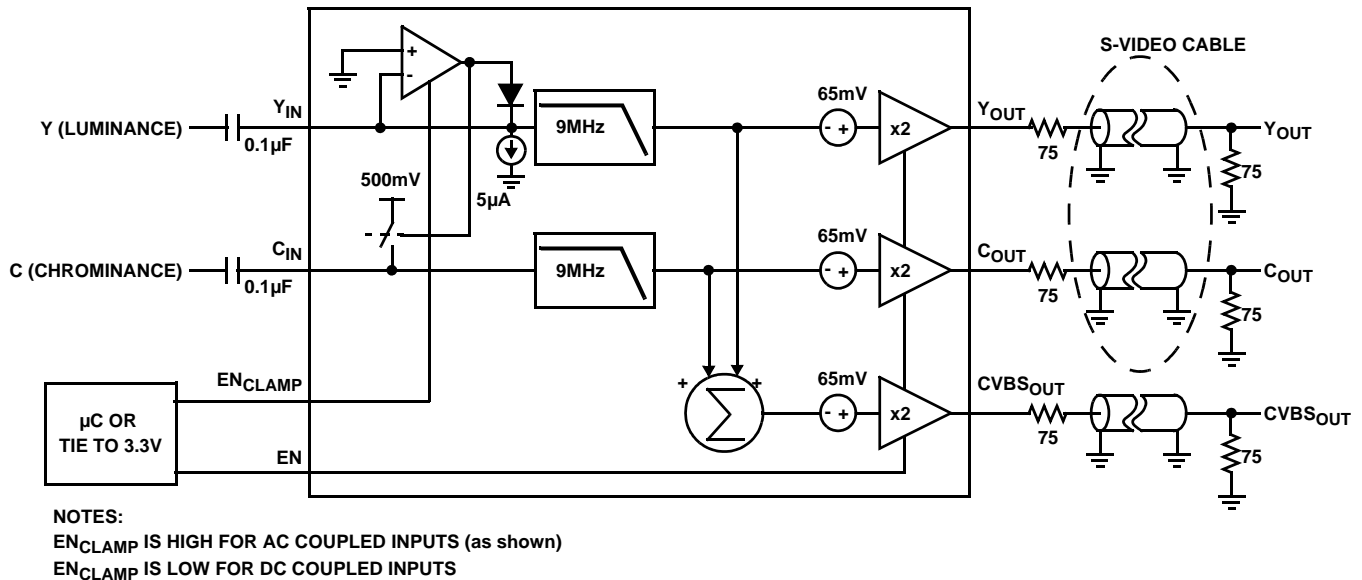 S-VIDEO CABLE
+
-
65mV
YIN
YOUT
YOUT
Y (LUMINANCE)
9MHz
- +
x2
0.1µF
75
500mV
75
5µA
65mV
CIN
COUT
COUT
C (CHROMINANCE)
9MHz
- +
x2
0.1µF
75
75
ENCLAMP
+
+
65mV
CVBSOUT
CVBSOUT
µC OR
TIE TO 3.3V
Σ
- +
x2
75
EN
75
NOTES:
ENCLAMP IS HIGH FOR AC COUPLED INPUTS (as shown)
ENCLAMP IS LOW FOR DC COUPLED INPUTS